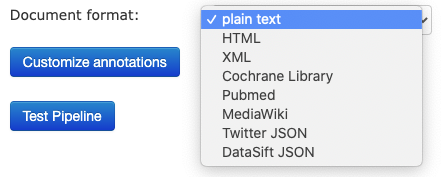 Document format:
✓ plain text
HTML
XML
Customize annotations
Cochrane Library
Pubmed
Test Pipeline
MediaWiki
Twitter JSON
DataSift JSON